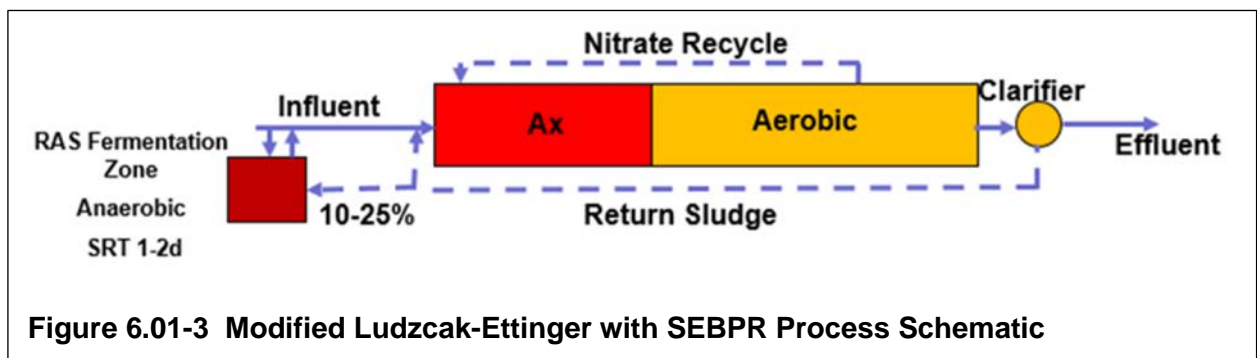 Nitrate Recycle
Influent
Clarifier
Ax
Aerobic
RAS Fermentation
Zone
Effluent
Anaerobic
10-25%
Return Sludge
SRT 1-2d
Figure 6.01-3 Modified Ludzcak-Ettinger with SEBPR Process Schematic